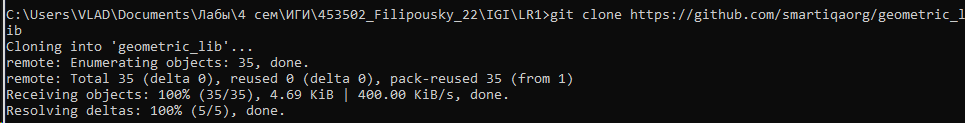 C:\Users\VLAD\Documents\Лабы\4 сем\ИГИ\453502_Filipousky_22\IGI\LR1>git clone https://github.com/smartiqaorg/geometric_l
ib
Cloning into 'geometric_lib'...
remote: Enumerating objects: 35, done.
remote: Total 35 (delta 0), reused 0 (delta 0), pack-reused 35 (from 1)
Receiving objects: 100% (35/35), 4.69 KiB | 400.00 KiB/s, done.
Resolving deltas: 100% (5/5), done.